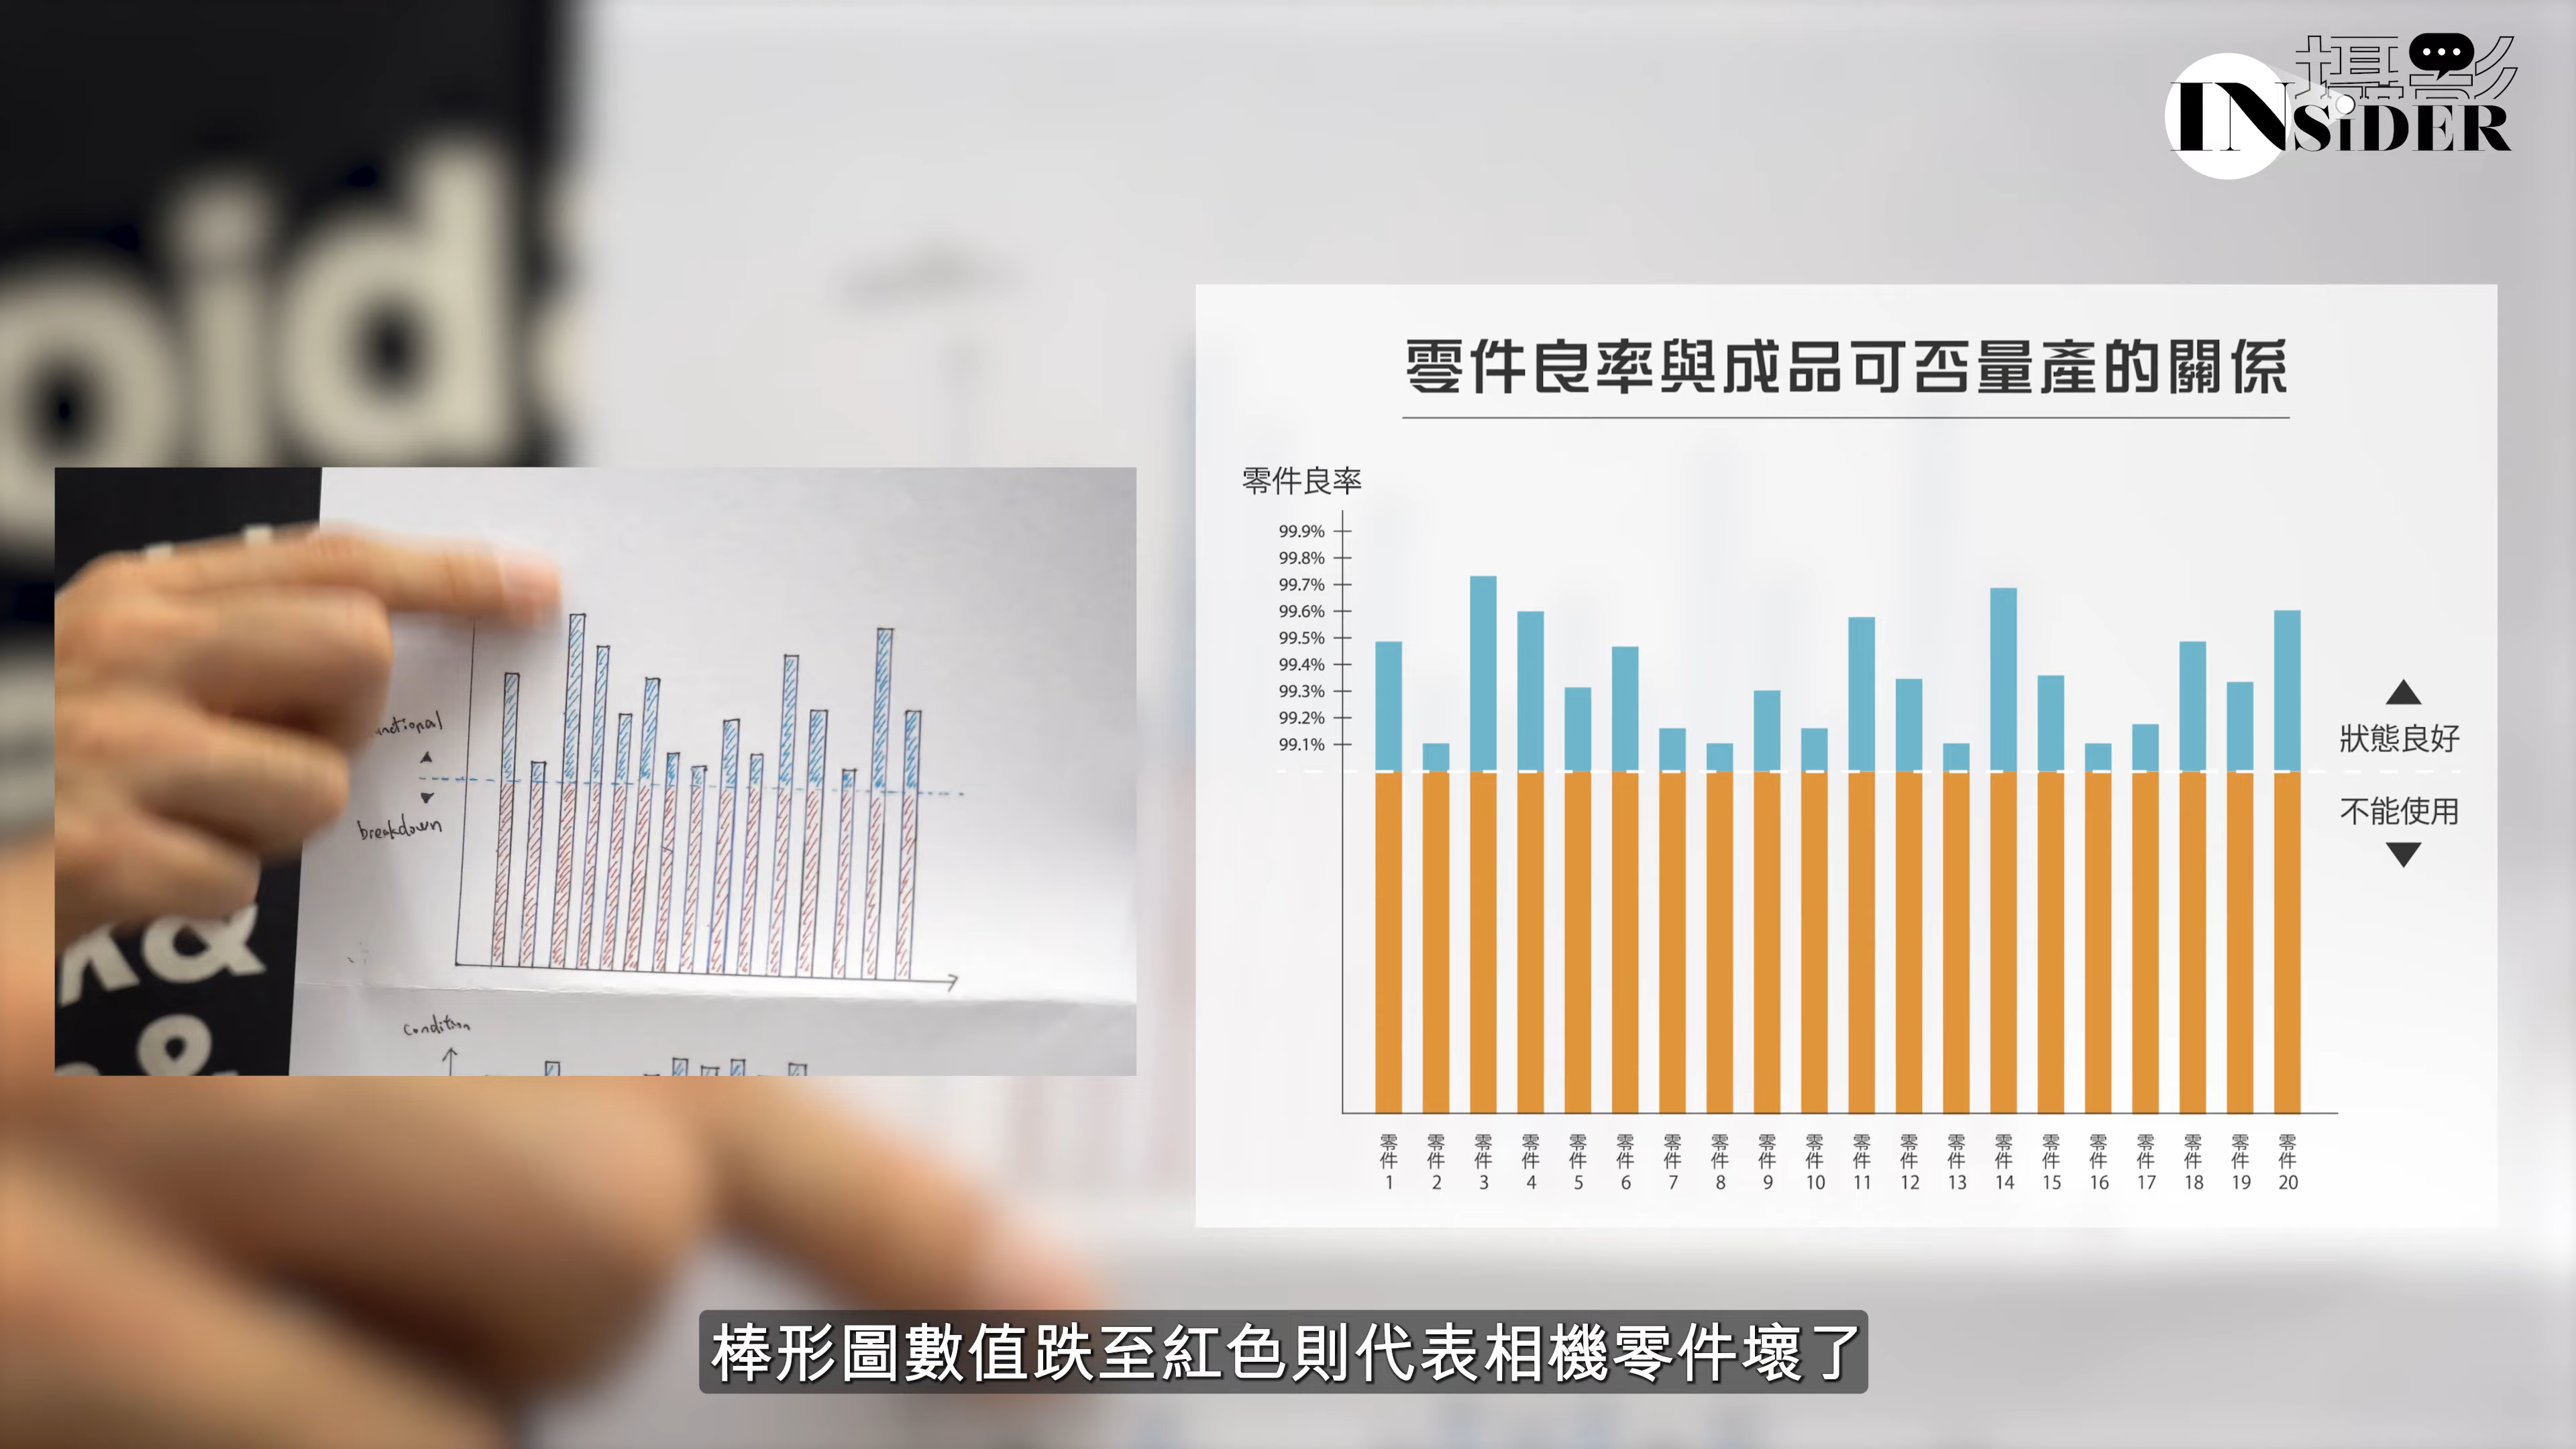 攝影
INSiDER
oid
零件良率與成品可否量產的關係
零件良率
99.9%
99.8%
99.7%
99.6%
99.5%
99.4%
99.3%
99.2%
99.1%
狀態良好
不能使用
零件1 零件2 零件3 零件4 零件5 零件6 零件7 零件8 零件9 零件10 零件11 零件12 零件13 零件14 零件15 零件16 零件17 零件18 零件19 零件20
breakdown
condition
&
棒形圖數值跌至紅色則代表相機零件壞了